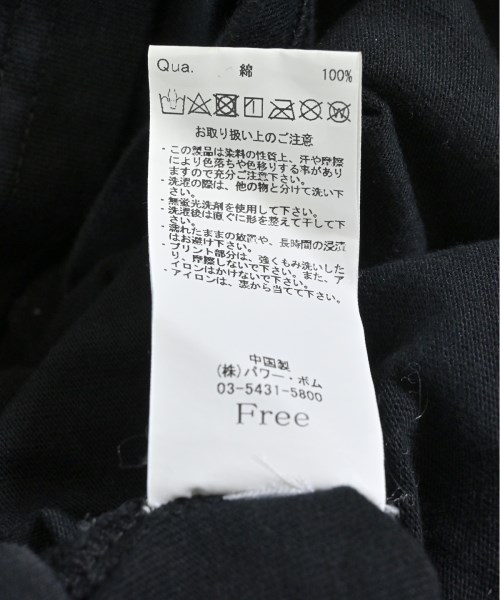 Qua. 綿 100%
お取り扱い上のご注意
・この製品は染料の性質上、汗や摩擦
により色落ちや色移りする事があり
ますので充分ご注意下さい。
・洗濯の際は、他の物と分けて洗い下
さい。
・無蛍光洗剤を使用して下さい。
・洗濯後は直ぐに形を整えて干して下
さい。
・濡れたままの放置や、長時間の浸漬
はお避け下さい。
・プリント部分は、強くもみ洗いした
り、摩擦しないで下さい。また、ア
イロンはかけないで下さい。
・アイロンは、裏から当てて下さい。
中国製
(株)パワー・ボム
03-5431-5800
Free